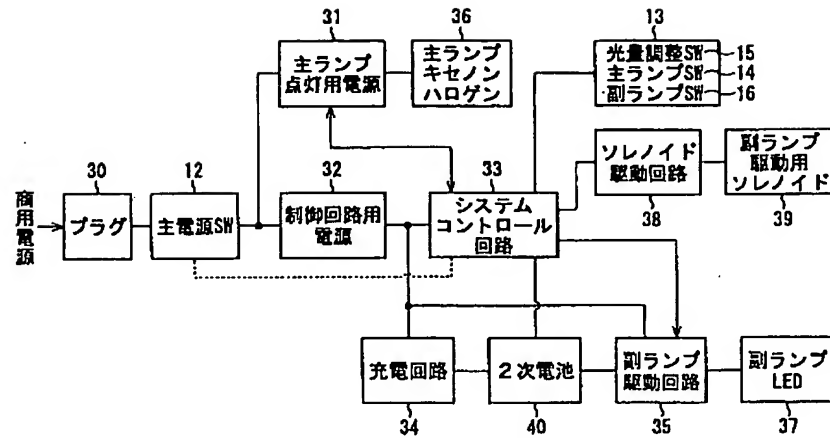 31
36
13
主ランプ
点灯用電源
主ランプ
キセノン
ハロゲン
光量調整SW
15
主ランプSW
14
副ランプSW
16
商用電源
30
プラグ
12
主電源SW
32
制御回路用
電源
33
システム
コントロール
回路
ソレノイド
駆動回路
38
副ランプ
駆動用
ソレノイド
39
充電回路
34
2次電池
40
副ランプ
駆動回路
35
副ランプ
LED
37